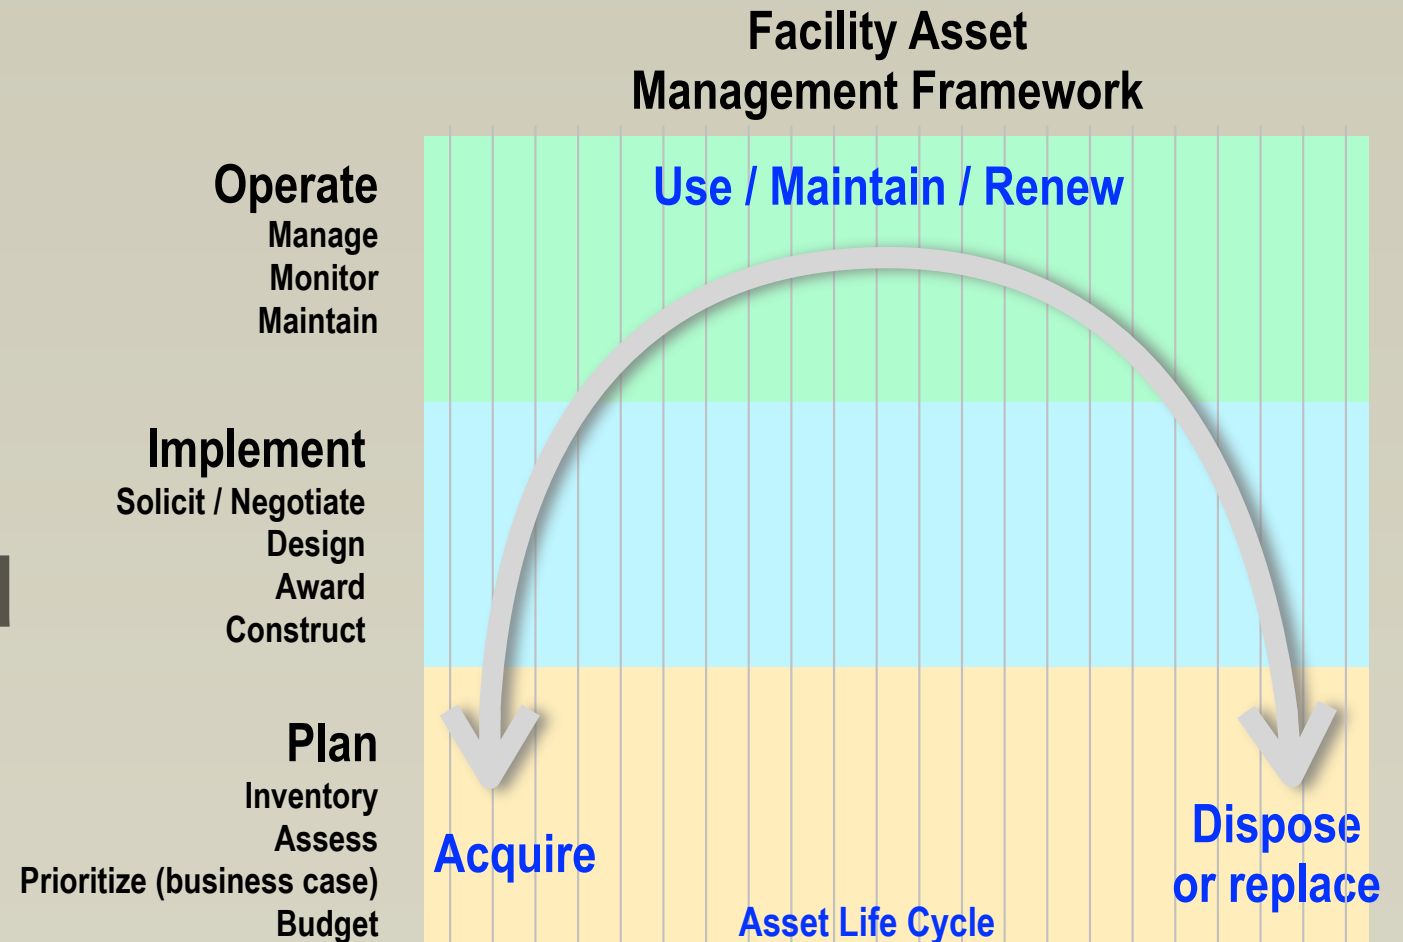 Facility Asset
Management Framework
Operate
Manage
Monitor
Maintain
Use / Maintain / Renew
Implement
Solicit / Negotiate
Design
Award
Construct
Plan
Inventory
Assess
Prioritize (business case)
Budget
Acquire
Dispose
or replace
Asset Life Cycle